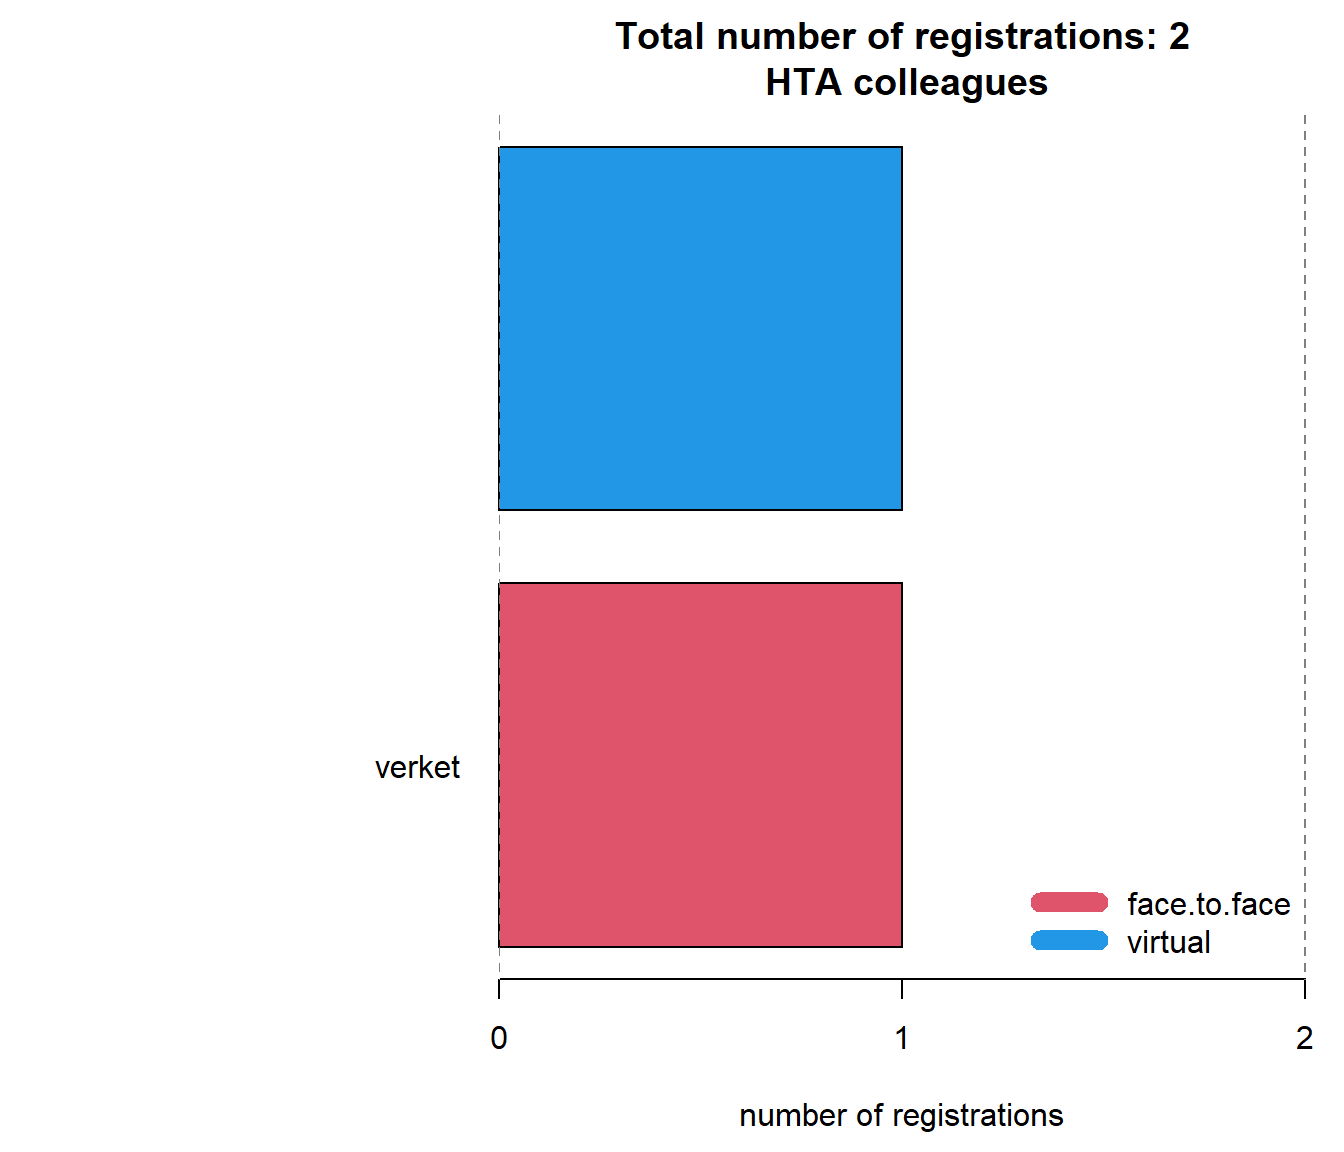 Total number of registrations: 2
HTA colleagues
verket
face.to.face
virtual
0 1 2
number of registrations